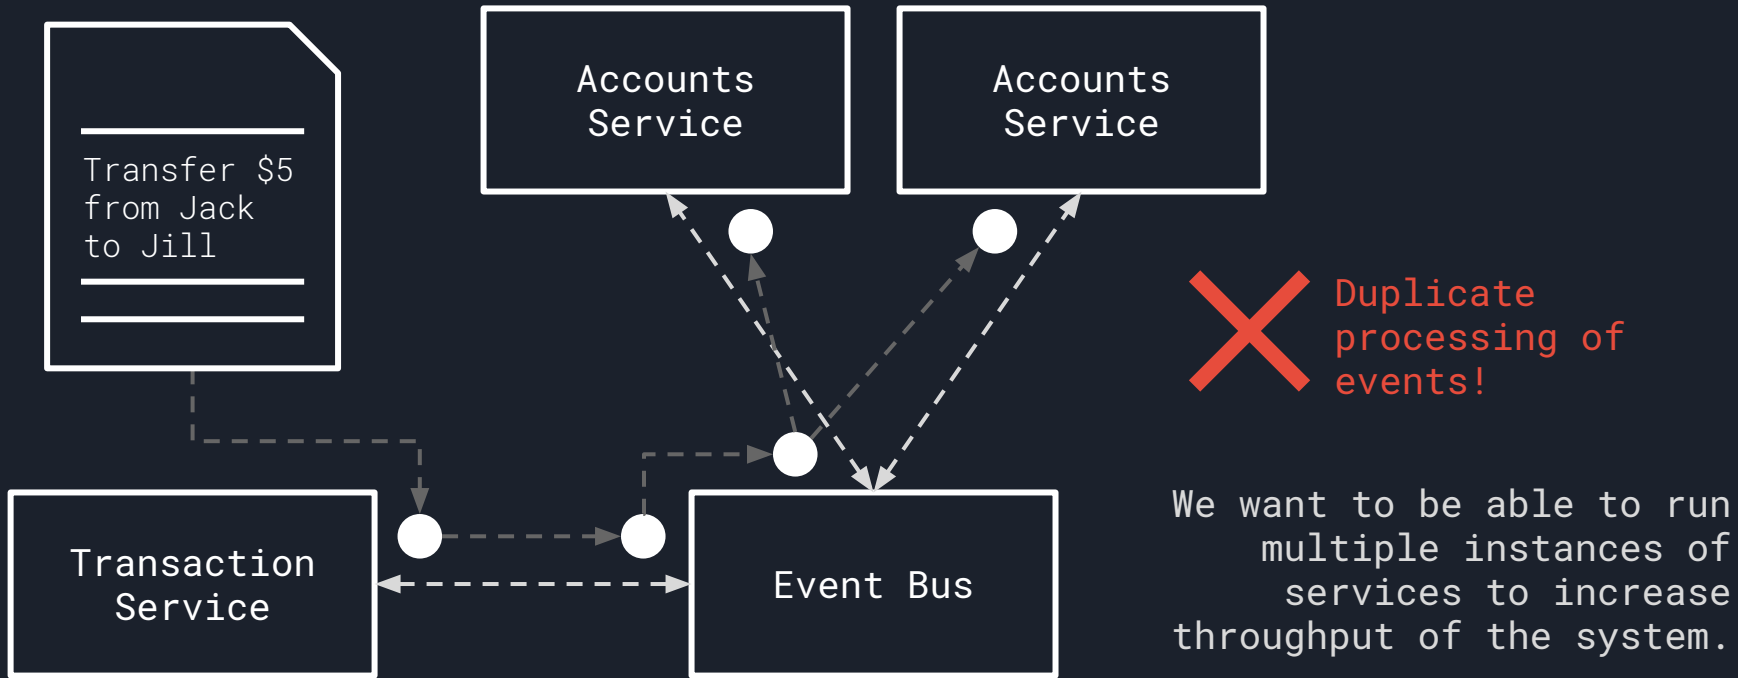 Accounts
Service
Accounts
Service
Transfer $5
from Jack
to Jill
Duplicate
processing of
events!
Transaction
Service
Event Bus
We want to be able to run
multiple instances of
services to increase
throughput of the system.